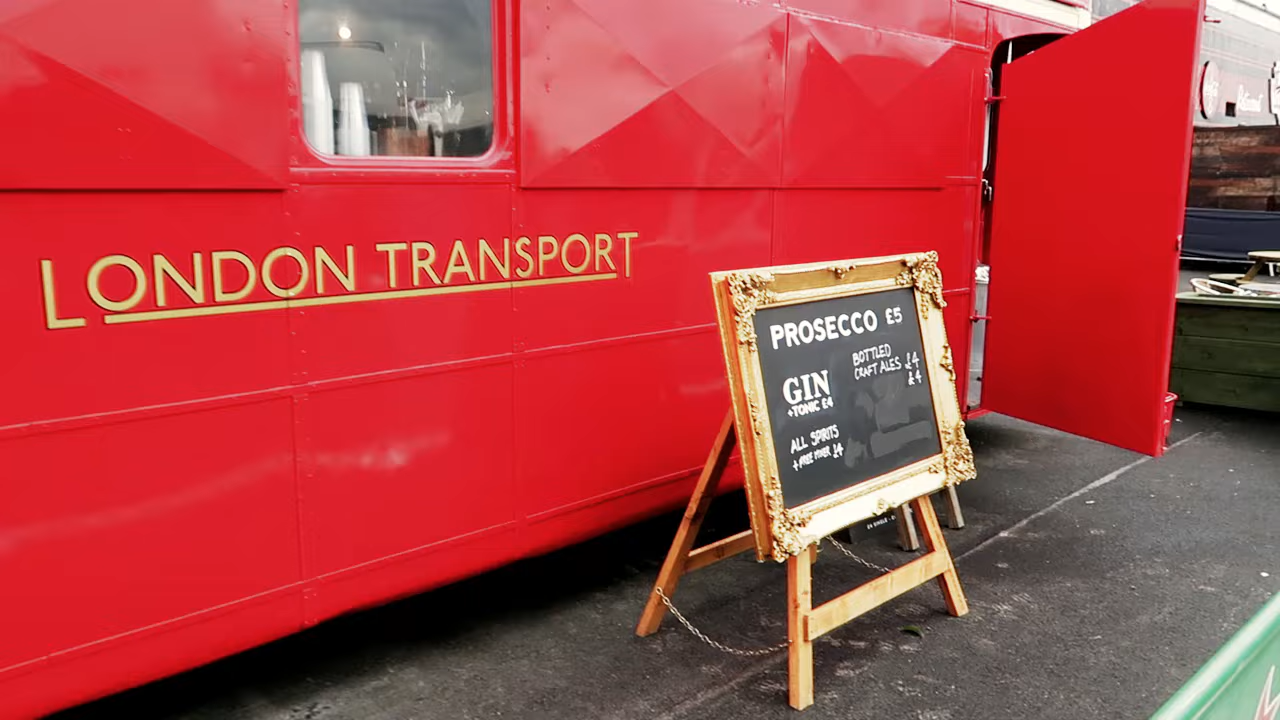 LONDON TRANSPORT
PROSECCO £5
BOTTLED
CRAFT ALES £4
£4
GIN
+TONIC £4
ALL SPIRITS
+ FREE MIXER £4